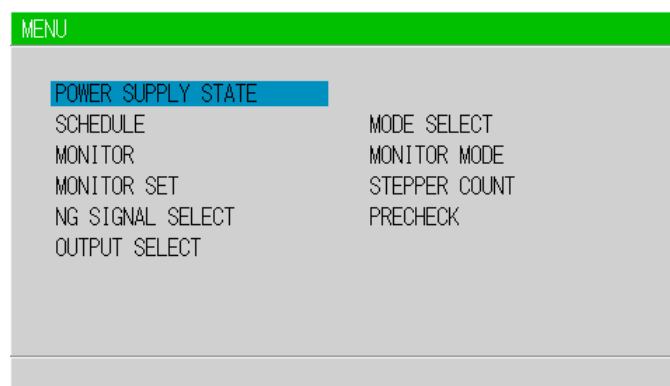 MENU
POWER SUPPLY STATE
SCHEDULE MODE SELECT
MONITOR MONITOR MODE
MONITOR SET STEPPER COUNT
NG SIGNAL SELECT PRECHECK
OUTPUT SELECT